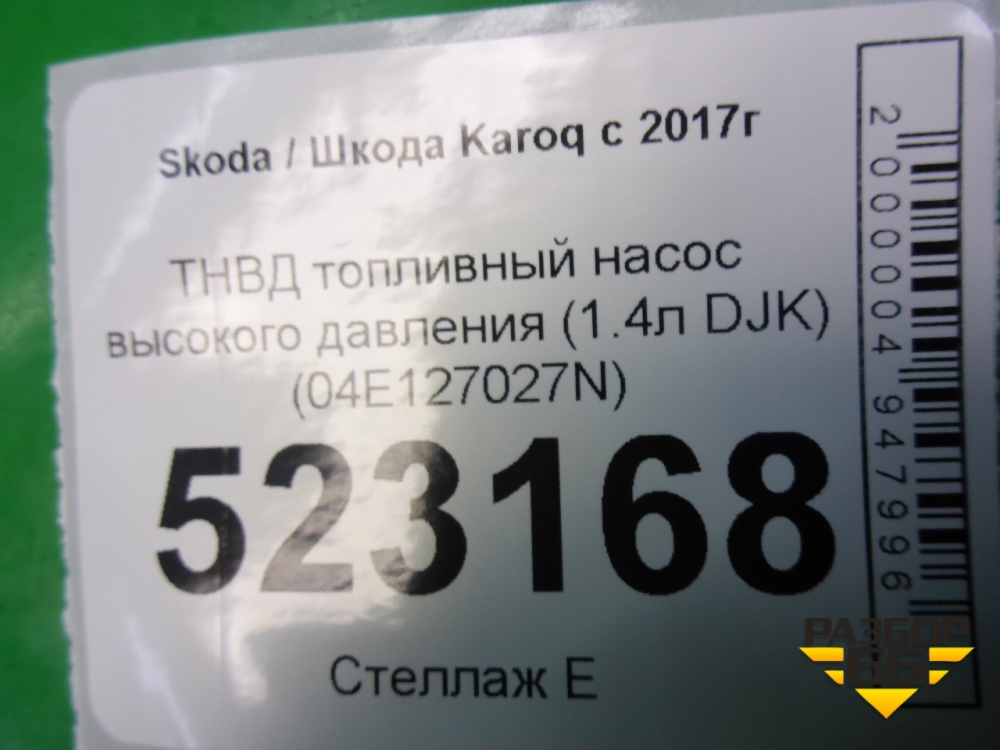 Skoda / Шкода Karoq с 2017г
ТНВД топливный насос
высокого давления (1.4л DJK)
(04E127027N)
523168
Стеллаж Е
2000004947996
РАЗБОР
66